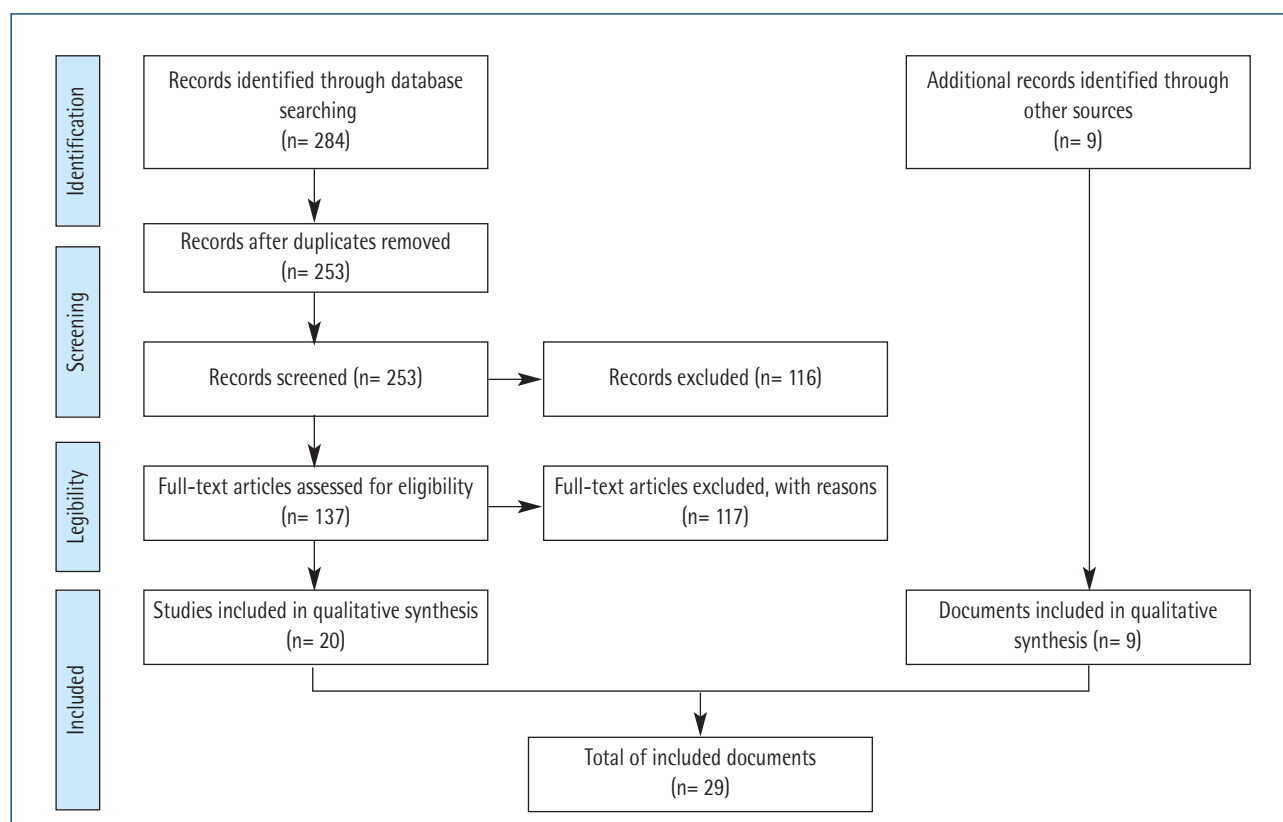 Identification
Records identified through database
searching
(n= 284)
Additional records identified through
other sources
(n= 9)
Records after duplicates removed
(n= 253)
Screening
Records screened (n= 253)
Records excluded (n= 116)
Legibility
Full-text articles assessed for eligibility
(n= 137)
Full-text articles excluded, with reasons
(n= 117)
Included
Studies included in qualitative synthesis
(n= 20)
Documents included in qualitative
synthesis (n= 9)
Total of included documents
(n= 29)